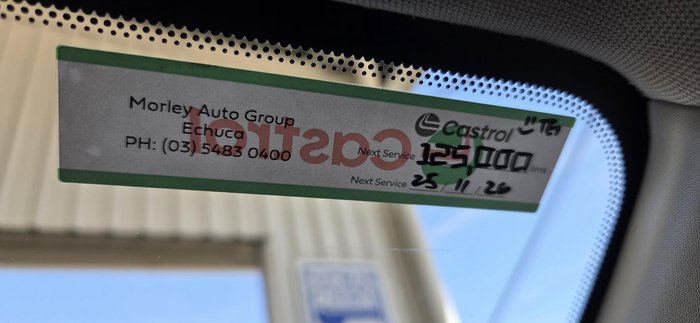 Morley Auto Group
Echuca
PH: (03) 5483 0400
Castrol
Castrol
Next Service 125,000 kms
Next Service 25/11/26